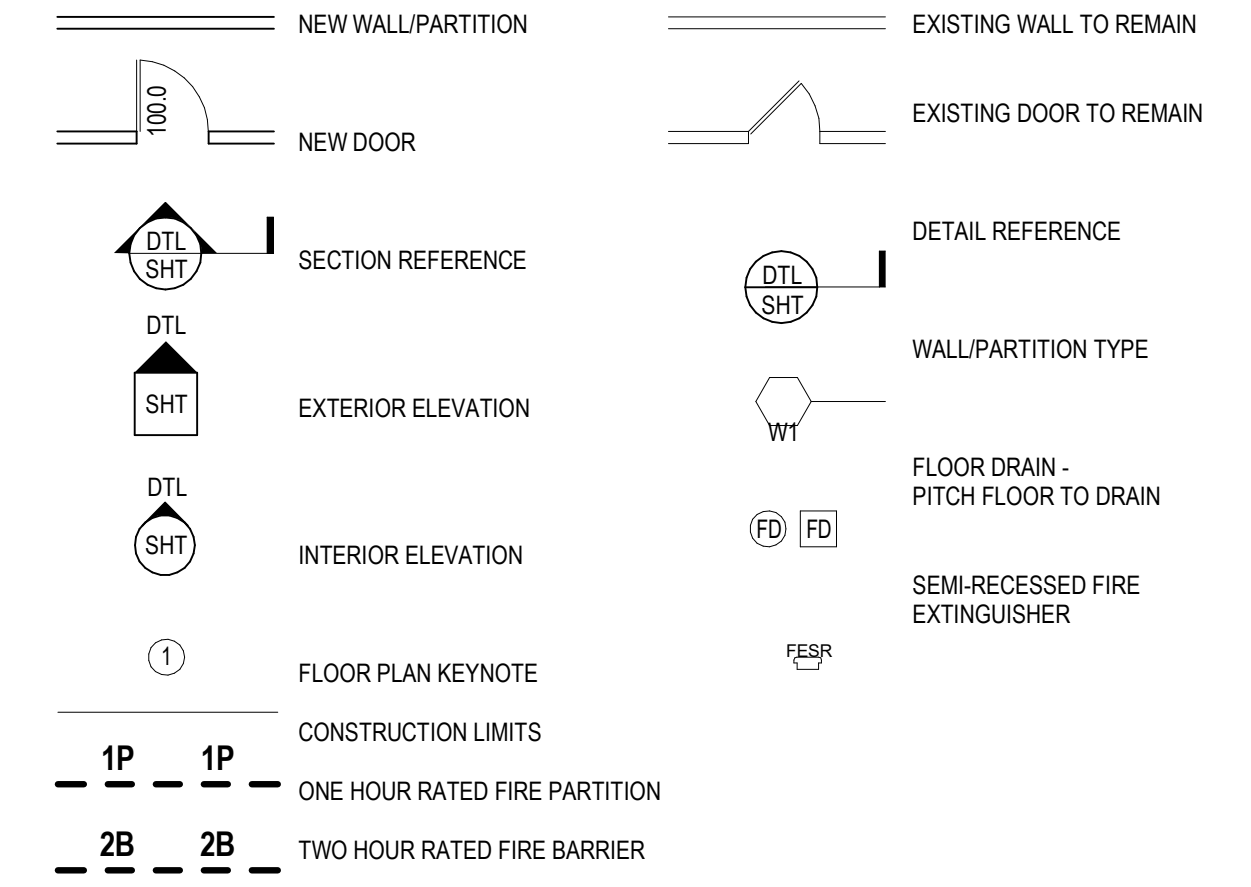 NEW WALL/PARTITION
100.0
NEW DOOR
DTL
SHT
SECTION REFERENCE
DTL
SHT
EXTERIOR ELEVATION
DTL
SHT
INTERIOR ELEVATION
1
FLOOR PLAN KEYNOTE
CONSTRUCTION LIMITS
1P 1P
ONE HOUR RATED FIRE PARTITION
2B 2B
TWO HOUR RATED FIRE BARRIER
EXISTING WALL TO REMAIN
EXISTING DOOR TO REMAIN
DETAIL REFERENCE
DTL
SHT
WALL/PARTITION TYPE
W1
FLOOR DRAIN -
PITCH FLOOR TO DRAIN
FD FD
SEMI-RECESSED FIRE
EXTINGUISHER
FESR